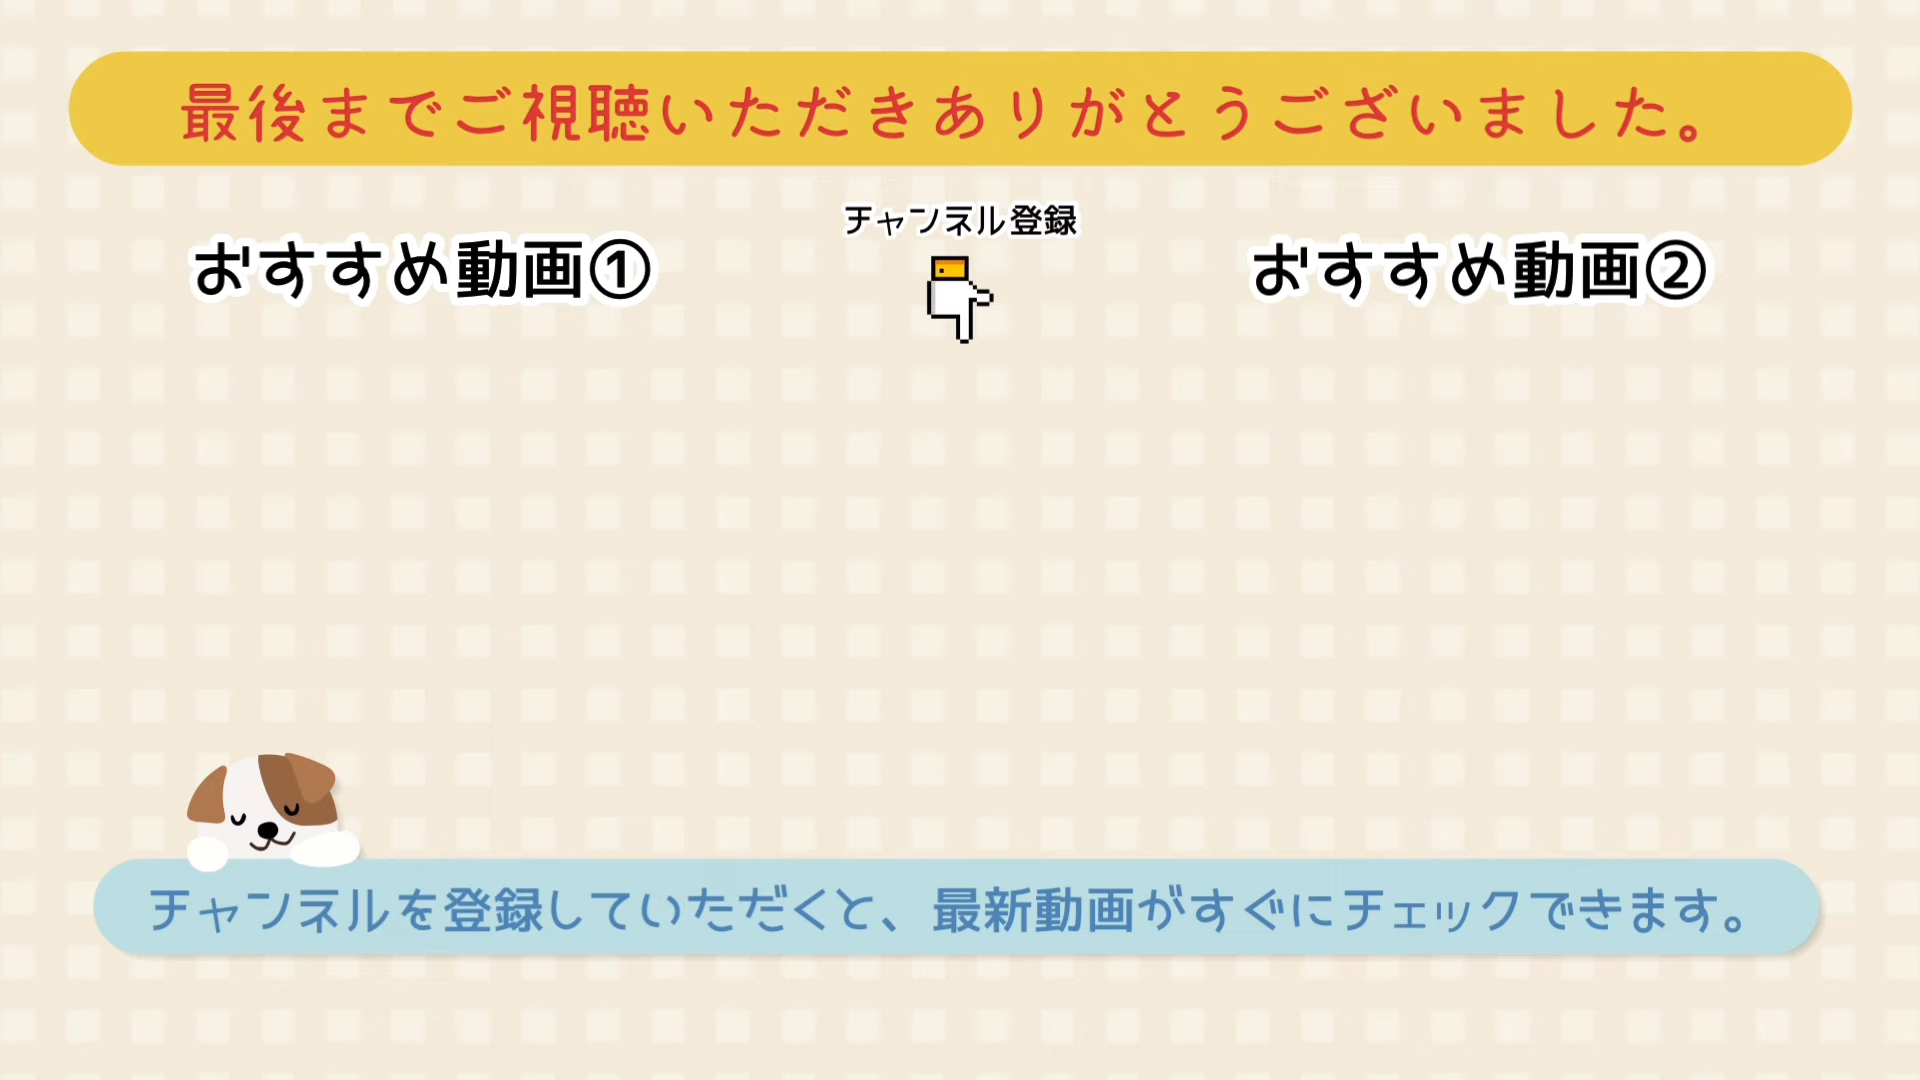 最後までご視聴いただきありがとうございました。
チャンネル登録
おすすめ動画①
おすすめ動画②
チャンネルを登録していただくと、最新動画がすぐにチェックできます。